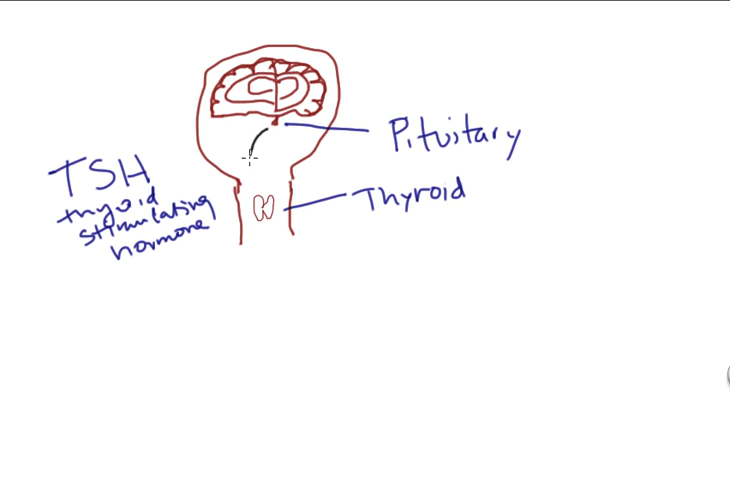 Pituitary
TSH
thyroid
stimulating
hormone
Thyroid